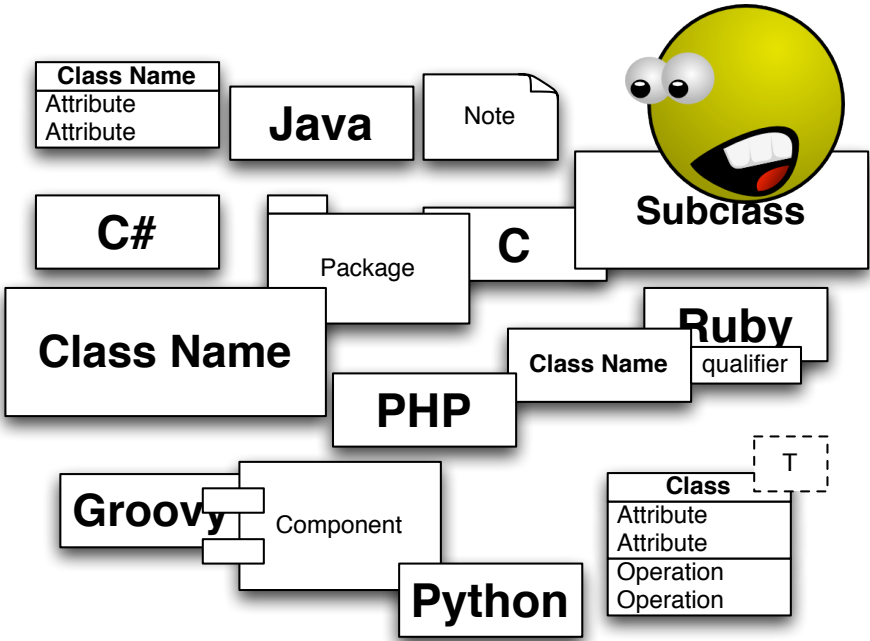 Class Name
Attribute
Attribute
Java
Note
Subclass
C#
Package
C
Class Name
Ruby
Class Name
qualifier
PHP
T
Class
Attribute
Attribute
Operation
Operation
Groovy
Component
Python